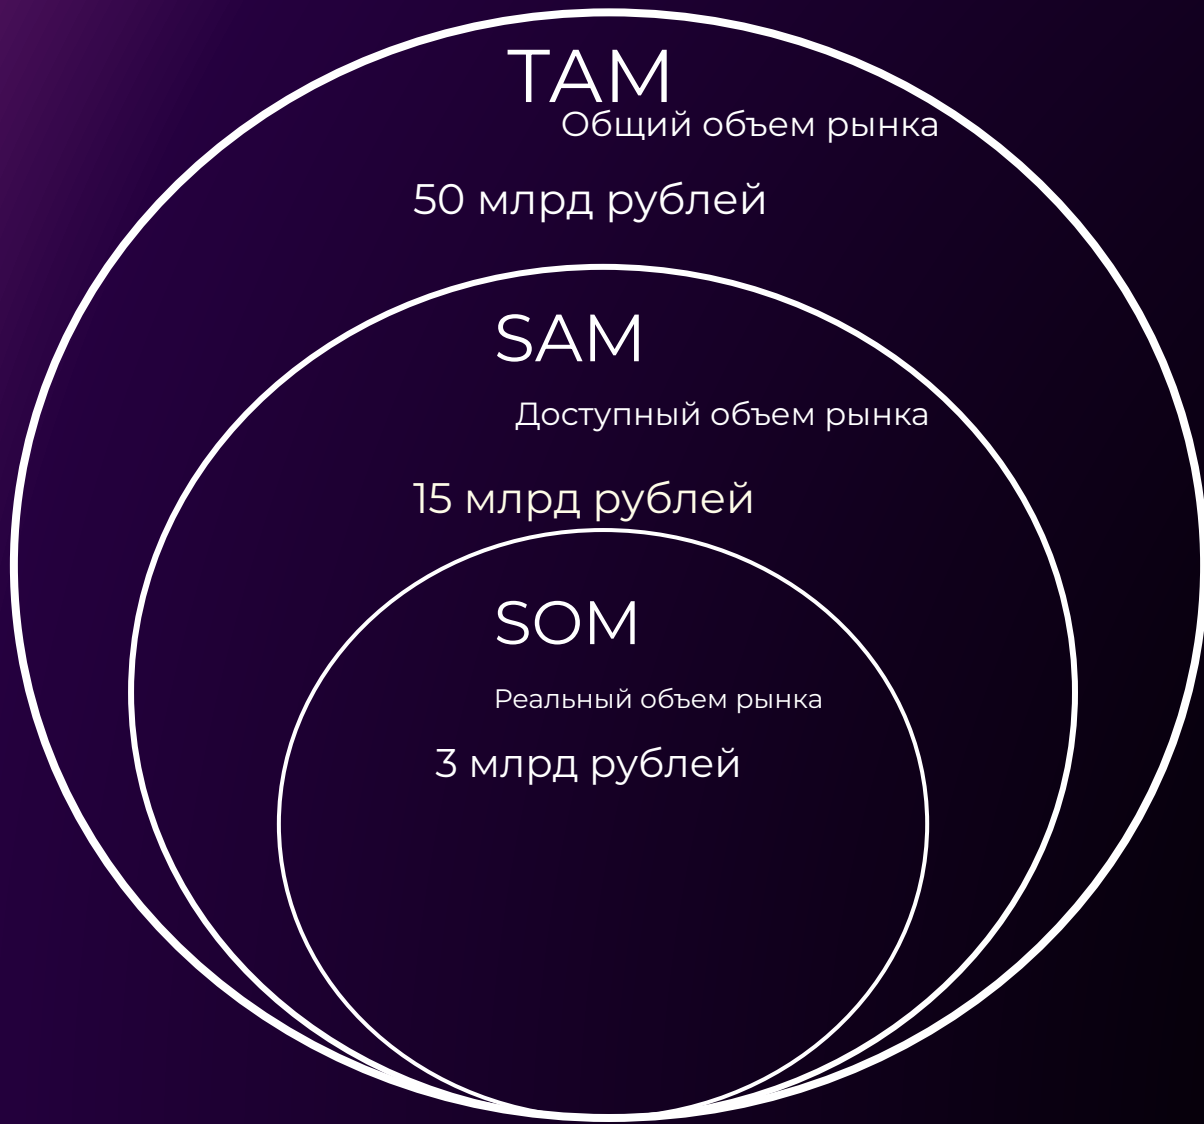 TAM
Общий объем рынка
50 млрд рублей
SAM
Доступный объем рынка
15 млрд рублей
SOM
Реальный объем рынка
3 млрд рублей